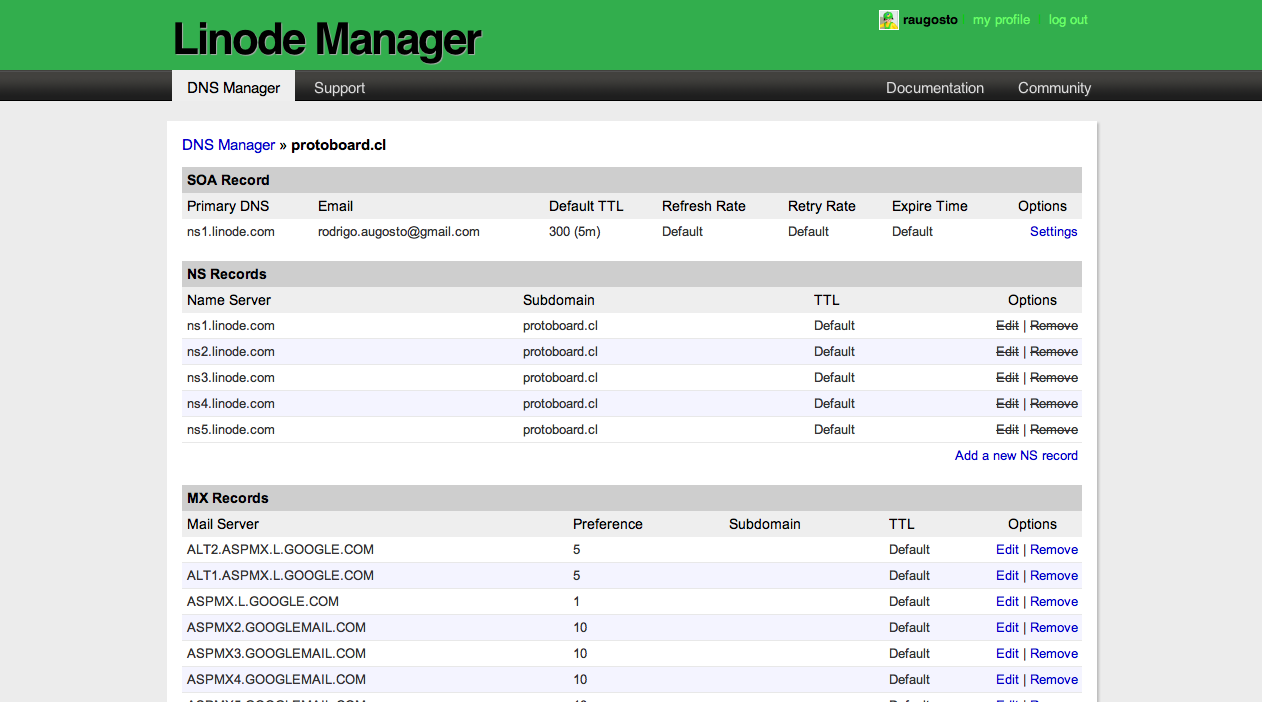 raugosto my profile log out
Linode Manager
DNS Manager Support Documentation Community
DNS Manager » protoboard.cl
SOA Record
Primary DNS Email Default TTL Refresh Rate Retry Rate Expire Time Options
ns1.linode.com rodrigo.augosto@gmail.com 300 (5m) Default Default Default Settings
NS Records
Name Server Subdomain TTL Options
ns1.linode.com protoboard.cl Default Edit | Remove
ns2.linode.com protoboard.cl Default Edit | Remove
ns3.linode.com protoboard.cl Default Edit | Remove
ns4.linode.com protoboard.cl Default Edit | Remove
ns5.linode.com protoboard.cl Default Edit | Remove
Add a new NS record
MX Records
Mail Server Preference Subdomain TTL Options
ALT2.ASPMX.L.GOOGLE.COM 5 Default Edit | Remove
ALT1.ASPMX.L.GOOGLE.COM 5 Default Edit | Remove
ASPMX.L.GOOGLE.COM 1 Default Edit | Remove
ASPMX2.GOOGLEMAIL.COM 10 Default Edit | Remove
ASPMX3.GOOGLEMAIL.COM 10 Default Edit | Remove
ASPMX4.GOOGLEMAIL.COM 10 Default Edit | Remove